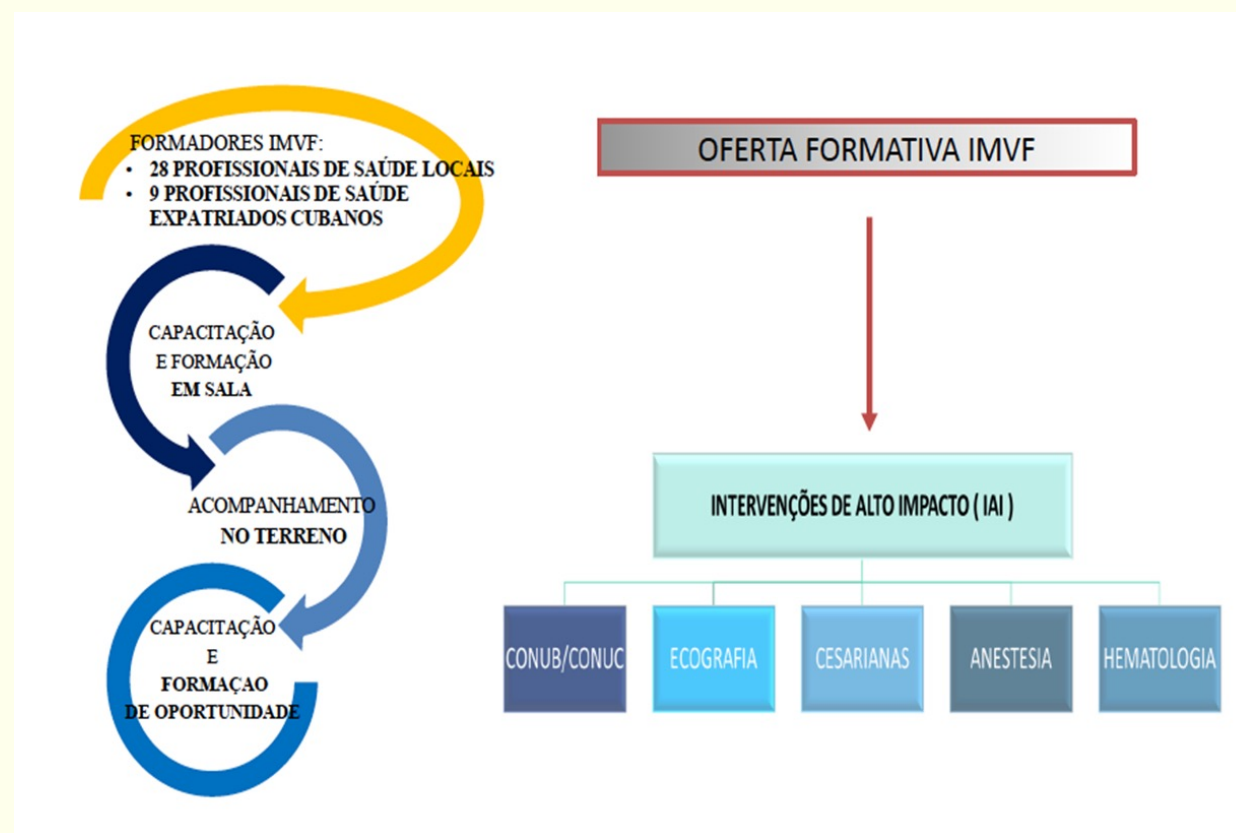 FORMADORES IMVF:
• 28 PROFISSIONAIS DE SAÚDE LOCAIS
• 9 PROFISSIONAIS DE SAÚDE
EXPATRIADOS CUBANOS
CAPACITAÇÃO
E FORMAÇÃO
EM SALA
ACOMPANHAMENTO
NO TERRENO
CAPACITAÇÃO
E
FORMAÇAO
DE OPORTUNIDADE
OFERTA FORMATIVA IMVF
INTERVENÇÕES DE ALTO IMPACTO ( IAI )
CONUB/CONUC
ECOGRAFIA
CESARIANAS
ANESTESIA
HEMATOLOGIA